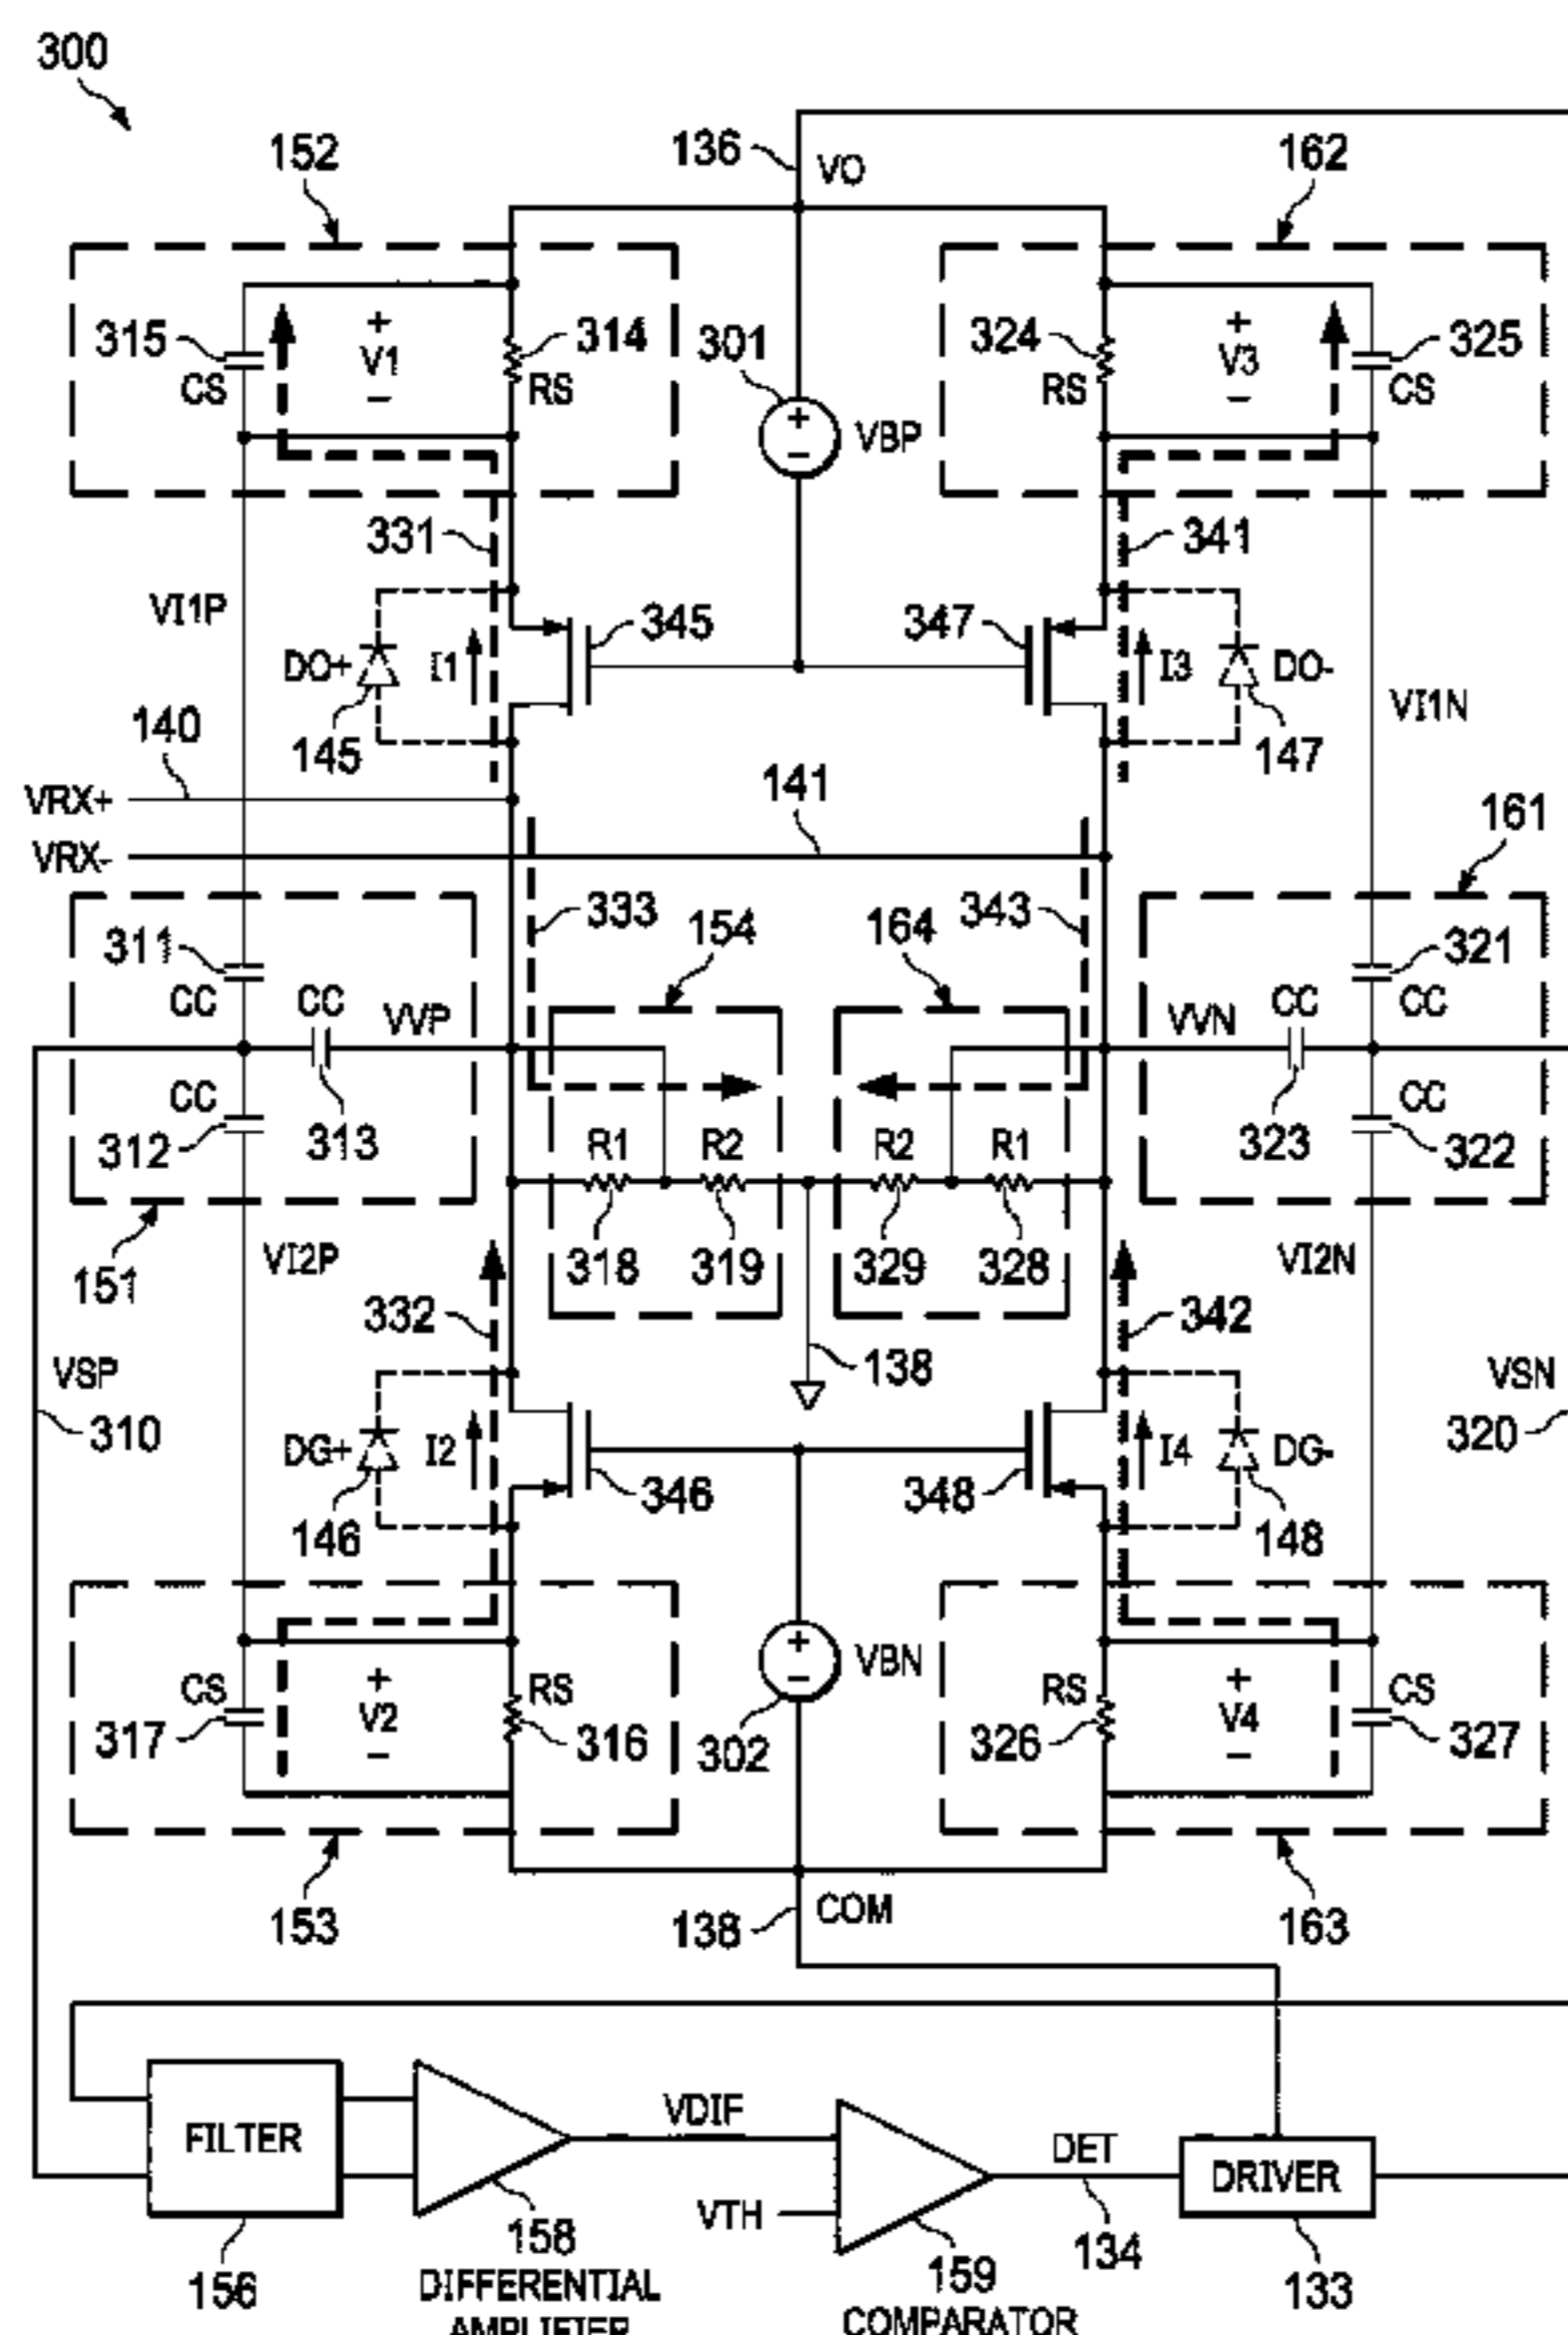 300
152
136
VO
162
315
CS
+
V1
-
314
RS
301
+
-
VBP
324
RS
+
V3
-
325
CS
331
341
VI1P
DO+
I1
345
347
I3
DO-
VI1N
145
147
140
141
VRX+
VRX-
161
333
154
164
343
311
CC
CC
VVP
VVN
CC
321
CC
CC
312
313
R1
R2
R2
R1
323
CC
322
151
VI2P
318
319
329
328
VI2N
332
342
VSP
310
138
VSN
320
DG+
I2
346
348
I4
DG-
146
148
CS
317
+
V2
-
RS
316
+
-
VBN
302
RS
326
+
V4
-
CS
327
153
138
COM
163
FILTER
VDIF
DET
DRIVER
VTH
156
158
DIFFERENTIAL
AMPLIFIER
159
COMPARATOR
134
133